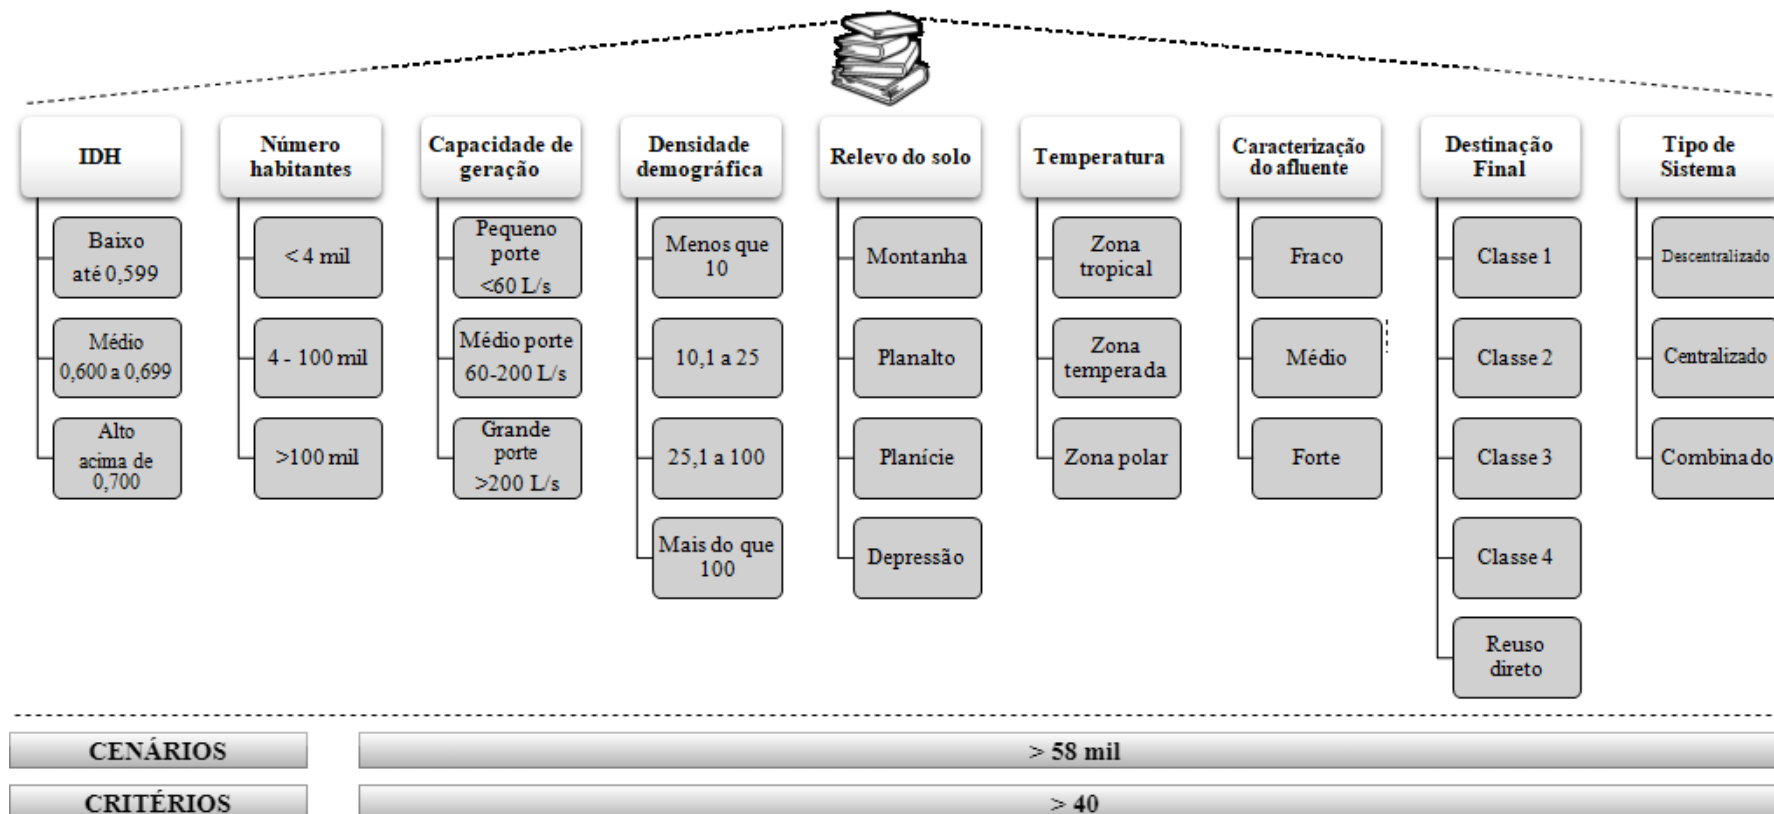 IDH
Baixo
até 0,599
Médio
0,600 a 0,699
Alto
acima de
0,700
Número
habitantes
< 4 mil
4 - 100 mil
>100 mil
Capacidade de
geração
Pequeno
porte
<60 L/s
Médio porte
60-200 L/s
Grande
porte
>200 L/s
Densidade
demográfica
Menos que
10
10,1 a 25
25,1 a 100
Mais do que
100
Relevo do solo
Montanha
Planalto
Planície
Depressão
Temperatura
Zona
tropical
Zona
temperada
Zona polar
Caracterização
do afluente
Fraco
Médio
Forte
Destinação
Final
Classe 1
Classe 2
Classe 3
Classe 4
Reuso
direto
Tipo de
Sistema
Descentralizado
Centralizado
Combinado
CENÁRIOS
> 58 mil
CRITÉRIOS
> 40